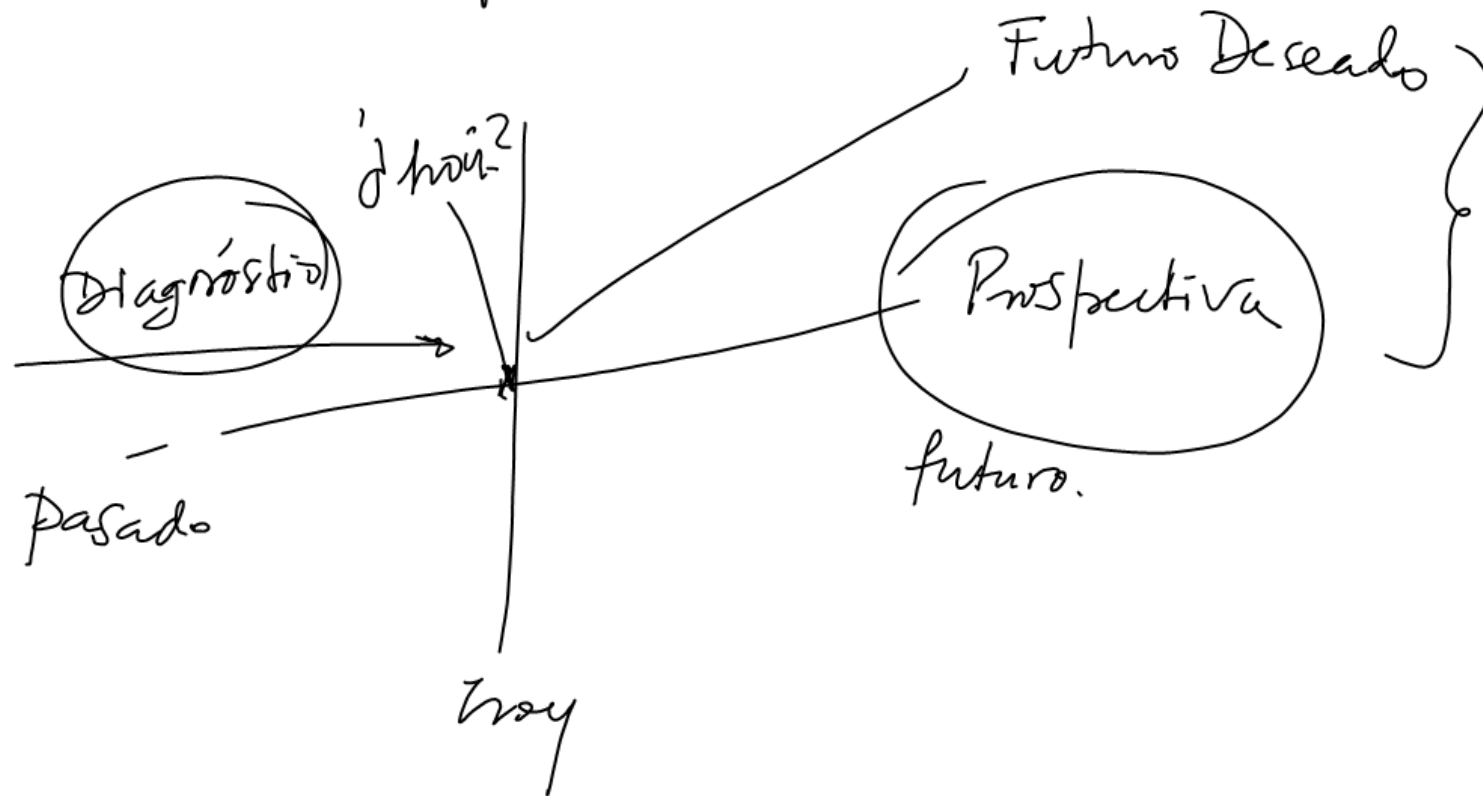 Futuro Deseado
¿hoy?
Diagnóstico
Prospectiva
futuro.
pasado
hoy